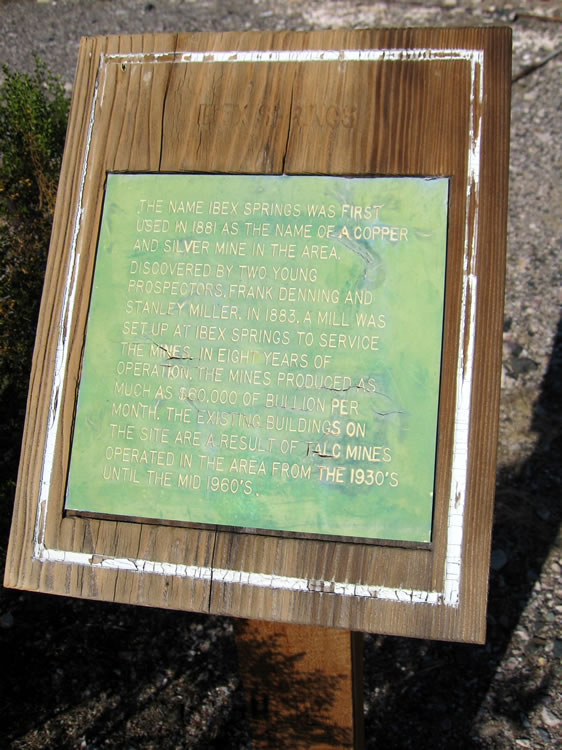 IBEX SPRINGS
THE NAME IBEX SPRINGS WAS FIRST
USED IN 1881 AS THE NAME OF A COPPER
AND SILVER MINE IN THE AREA,
DISCOVERED BY TWO YOUNG
PROSPECTORS, FRANK DENNING AND
STANLEY MILLER. IN 1883, A MILL WAS
SET UP AT IBEX SPRINGS TO SERVICE
THE MINES. IN EIGHT YEARS OF
OPERATION, THE MINES PRODUCED AS
MUCH AS $60,000 OF BULLION PER
MONTH. THE EXISTING BUILDINGS ON
THE SITE ARE A RESULT OF TALC MINES
OPERATED IN THE AREA FROM THE 1930'S
UNTIL THE MID 1960'S.